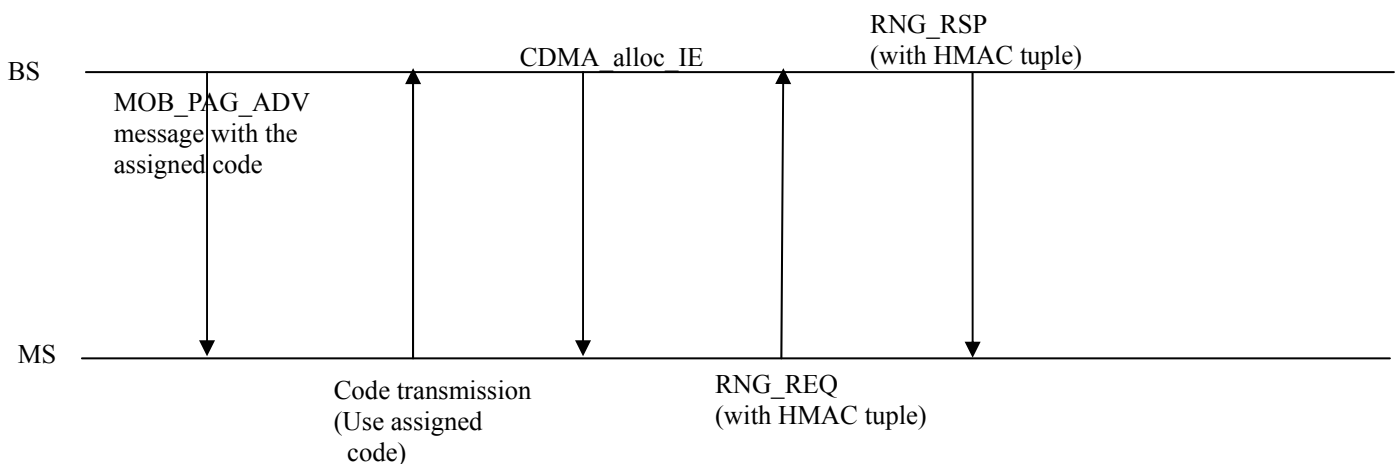 RNG_RSP
(with HMAC tuple)
CDMA_alloc_IE
BS
MOB_PAG_ADV
message with the
assigned code
MS
Code transmission
(Use assigned
code)
RNG_REQ
(with HMAC tuple)